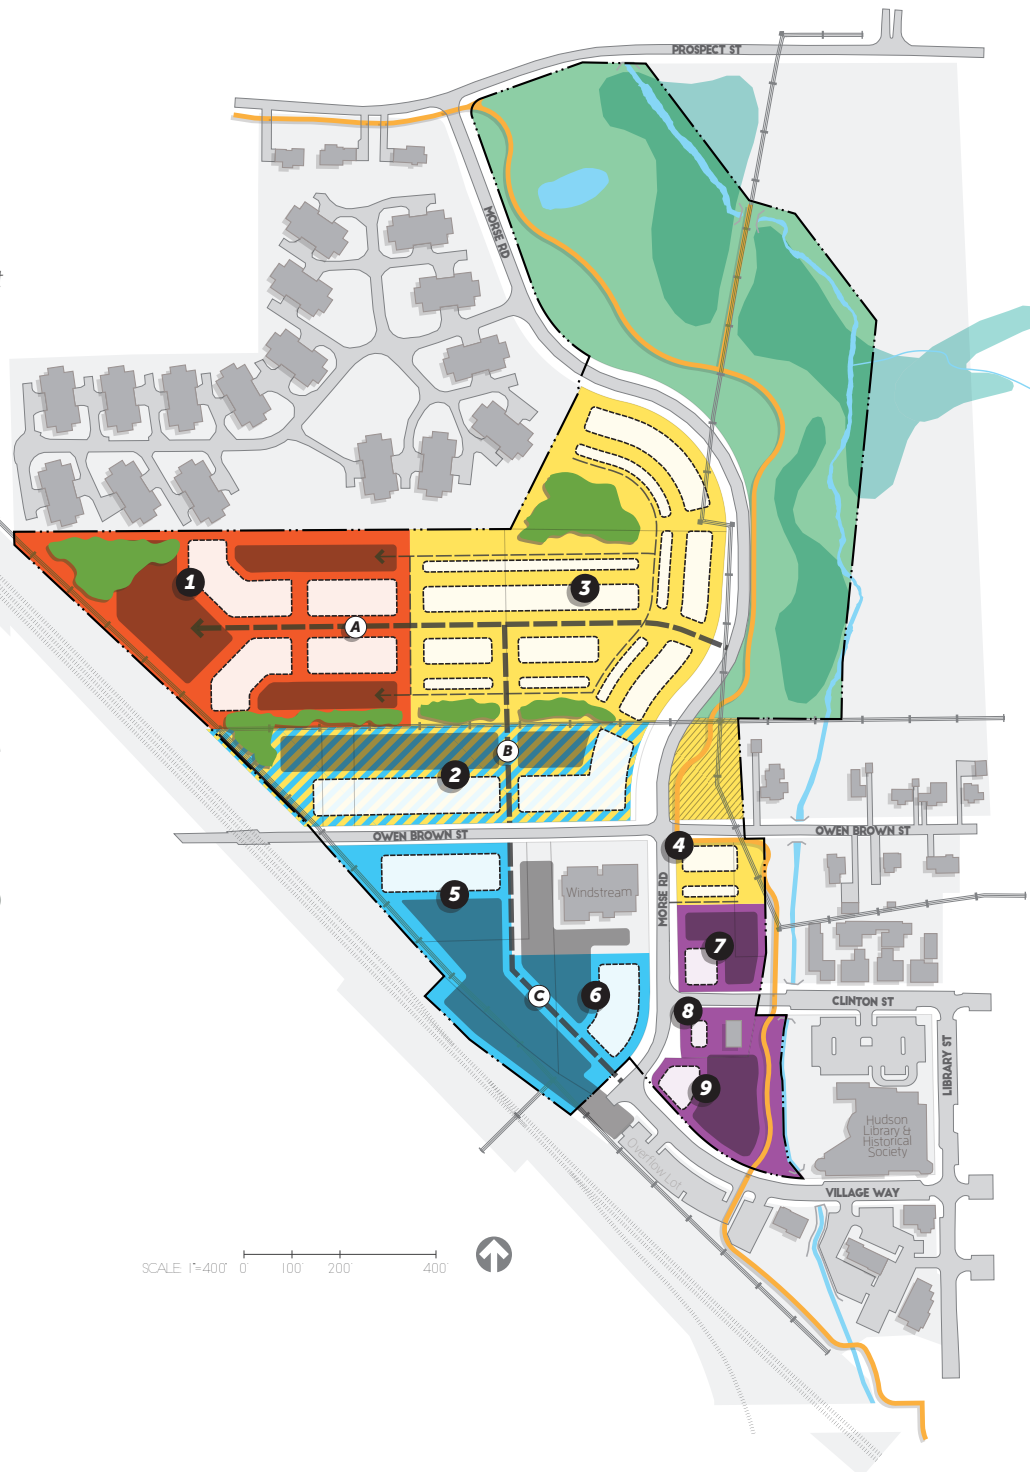 PROSPECT ST
MORSE RD
1
3
A
B
2
OWEN BROWN ST
OWEN BROWN ST
4
5
Windstream
MORSE RD
7
6
C
8
CLINTON ST
LIBRARY ST
9
Hudson
Library &
Historical
Society
Overflow Lot
VILLAGE WAY
SCALE: 1"=400' 0' 100' 200' 400'